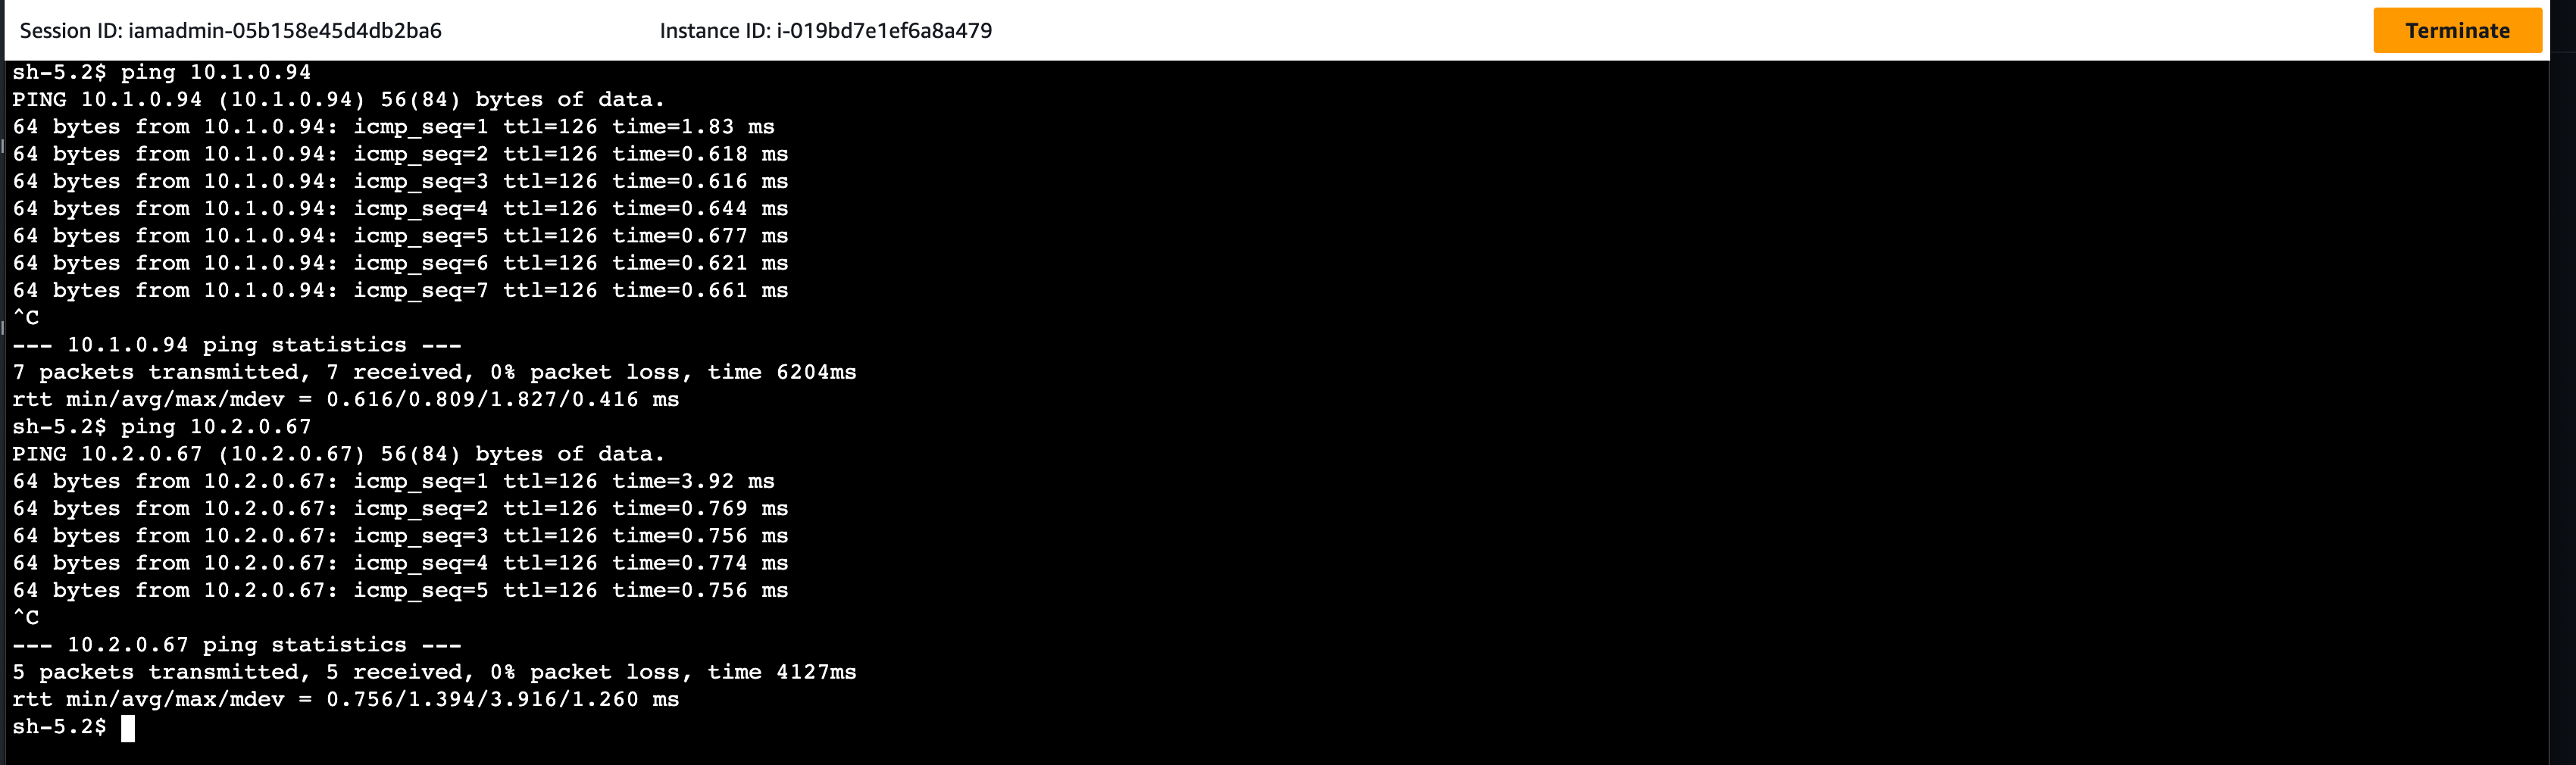 Session ID: iamadmin-05b158e45d4db2ba6 Instance ID: i-019bd7e1ef6a8a479 Terminate
sh-5.2$ ping 10.1.0.94
PING 10.1.0.94 (10.1.0.94) 56(84) bytes of data.
64 bytes from 10.1.0.94: icmp_seq=1 ttl=126 time=1.83 ms
64 bytes from 10.1.0.94: icmp_seq=2 ttl=126 time=0.618 ms
64 bytes from 10.1.0.94: icmp_seq=3 ttl=126 time=0.616 ms
64 bytes from 10.1.0.94: icmp_seq=4 ttl=126 time=0.644 ms
64 bytes from 10.1.0.94: icmp_seq=5 ttl=126 time=0.677 ms
64 bytes from 10.1.0.94: icmp_seq=6 ttl=126 time=0.621 ms
64 bytes from 10.1.0.94: icmp_seq=7 ttl=126 time=0.661 ms
^C
--- 10.1.0.94 ping statistics ---
7 packets transmitted, 7 received, 0% packet loss, time 6204ms
rtt min/avg/max/mdev = 0.616/0.809/1.827/0.416 ms
sh-5.2$ ping 10.2.0.67
PING 10.2.0.67 (10.2.0.67) 56(84) bytes of data.
64 bytes from 10.2.0.67: icmp_seq=1 ttl=126 time=3.92 ms
64 bytes from 10.2.0.67: icmp_seq=2 ttl=126 time=0.769 ms
64 bytes from 10.2.0.67: icmp_seq=3 ttl=126 time=0.756 ms
64 bytes from 10.2.0.67: icmp_seq=4 ttl=126 time=0.774 ms
64 bytes from 10.2.0.67: icmp_seq=5 ttl=126 time=0.756 ms
^C
--- 10.2.0.67 ping statistics ---
5 packets transmitted, 5 received, 0% packet loss, time 4127ms
rtt min/avg/max/mdev = 0.756/1.394/3.916/1.260 ms
sh-5.2$